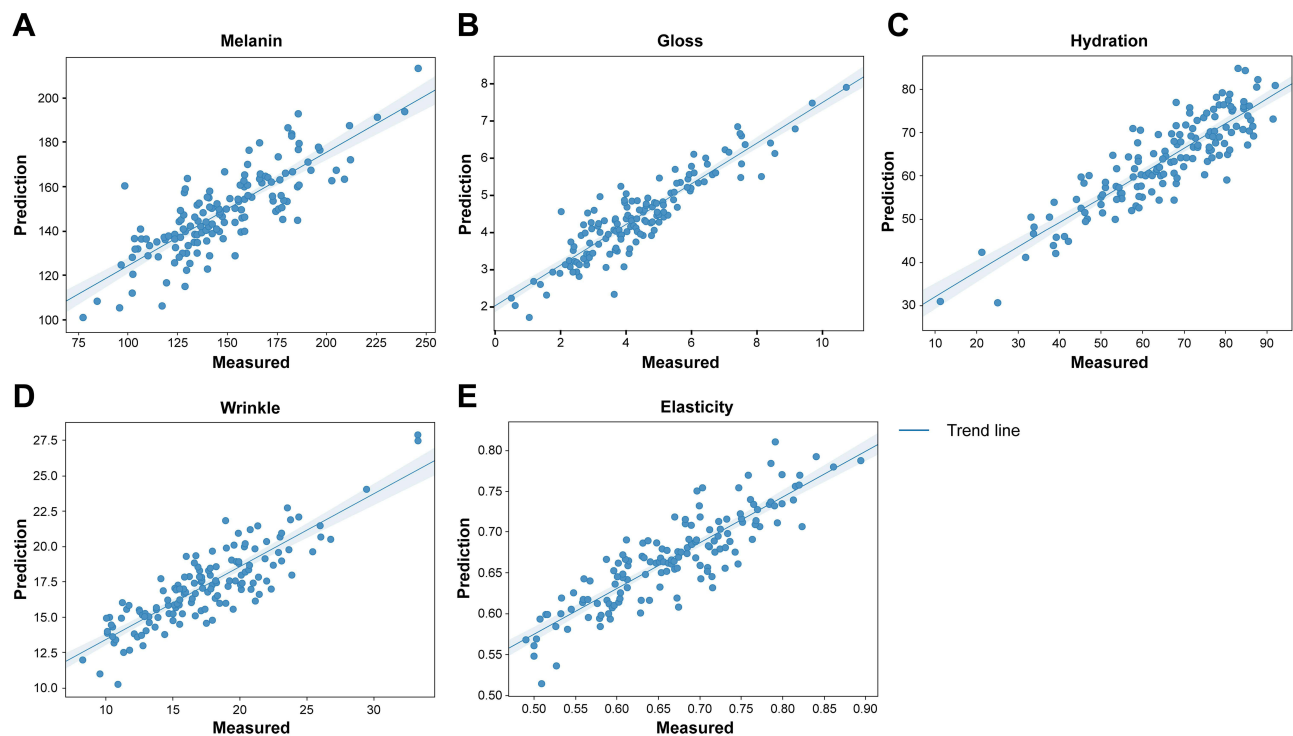 A
Melanin
Prediction
200
180
160
140
120
100
75 100 125 150 175 200 225 250
Measured
B
Gloss
Prediction
8
7
6
5
4
3
2
0 2 4 6 8 10
Measured
C
Hydration
Prediction
80
70
60
50
40
30
10 20 30 40 50 60 70 80 90
Measured
D
Wrinkle
Prediction
27.5
25.0
22.5
20.0
17.5
15.0
12.5
10.0
10 15 20 25 30
Measured
E
Elasticity
Prediction
0.80
0.75
0.70
0.65
0.60
0.55
0.50
0.50 0.55 0.60 0.65 0.70 0.75 0.80 0.85 0.90
Measured
Trend line